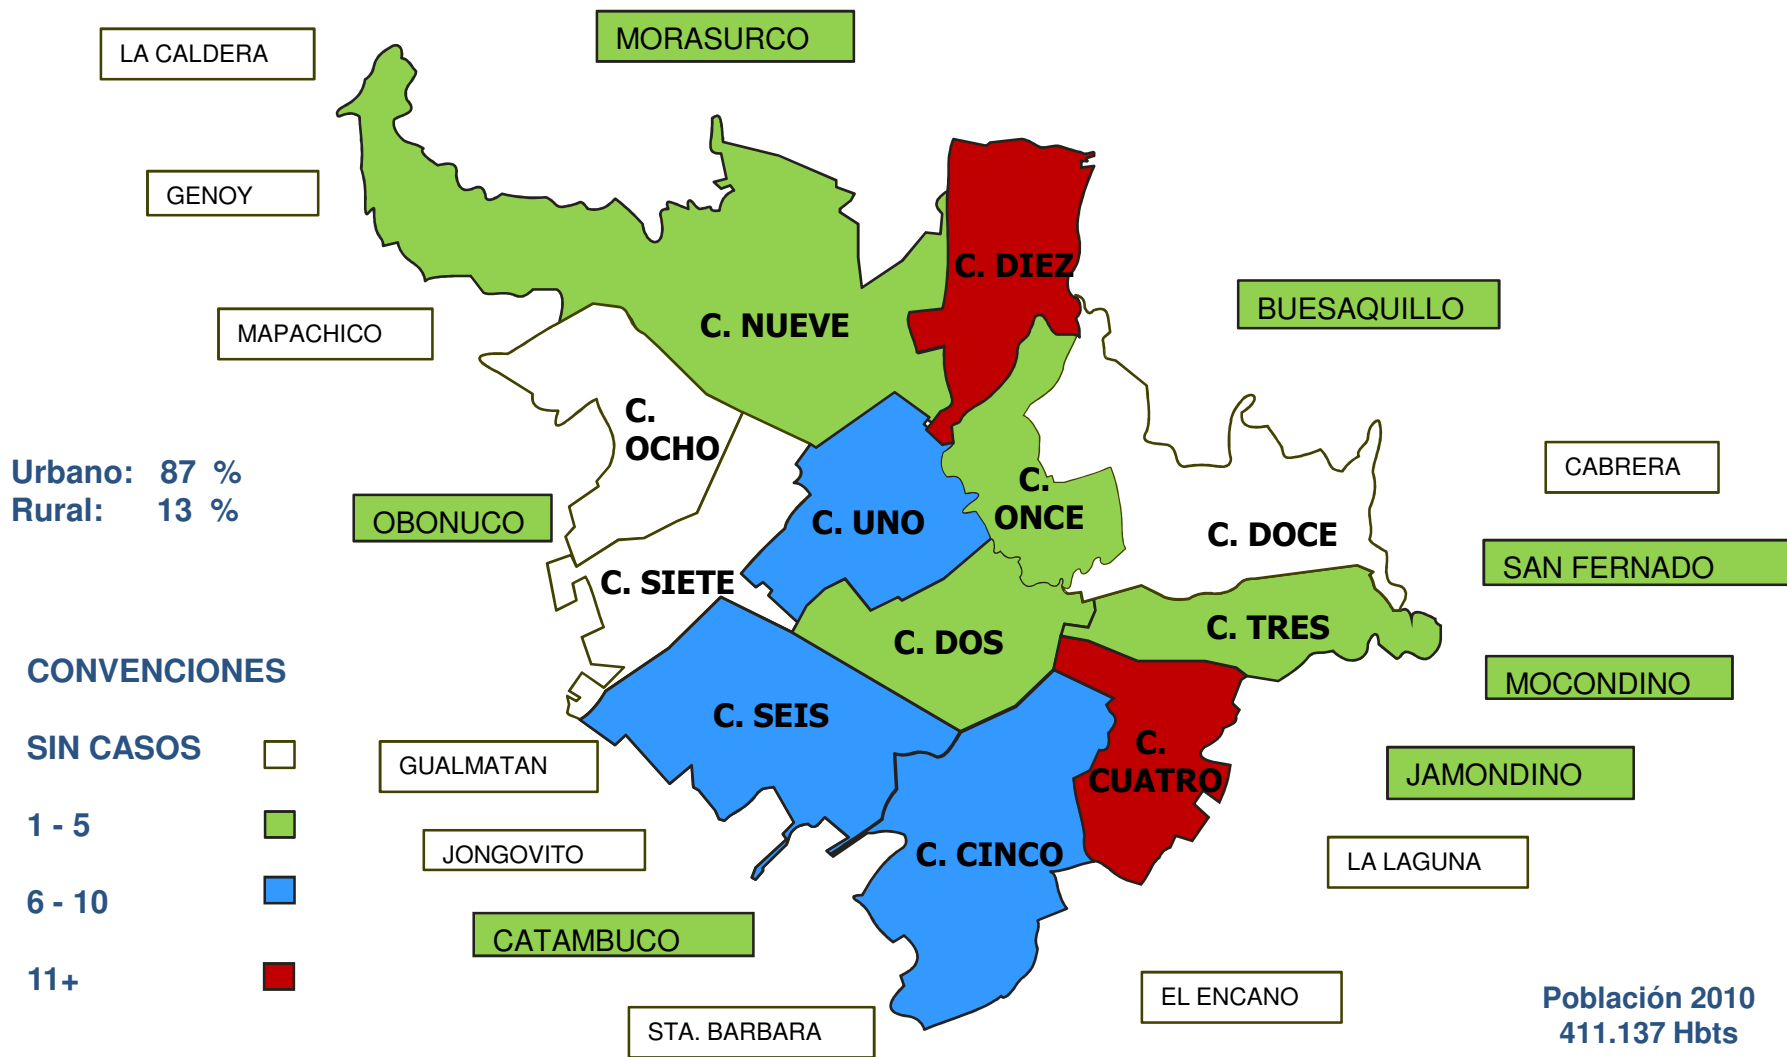 MORASURCO
LA CALDERA
GENOY
C. DIEZ
BUESAQUILLO
MAPACHICO
C. NUEVE
C.
OCHO
CABRERA
Urbano: 87 %
Rural: 13 %
OBONUCO
C. UNO
C.
ONCE
C. DOCE
SAN FERNADO
C. SIETE
C. DOS
C. TRES
CONVENCIONES
MOCONDINO
C. SEIS
SIN CASOS
GUALMATAN
C.
CUATRO
JAMONDINO
1 - 5
JONGOVITO
C. CINCO
LA LAGUNA
6 - 10
CATAMBUCO
11+
EL ENCANO
STA. BARBARA
Población 2010
411.137 Hbts